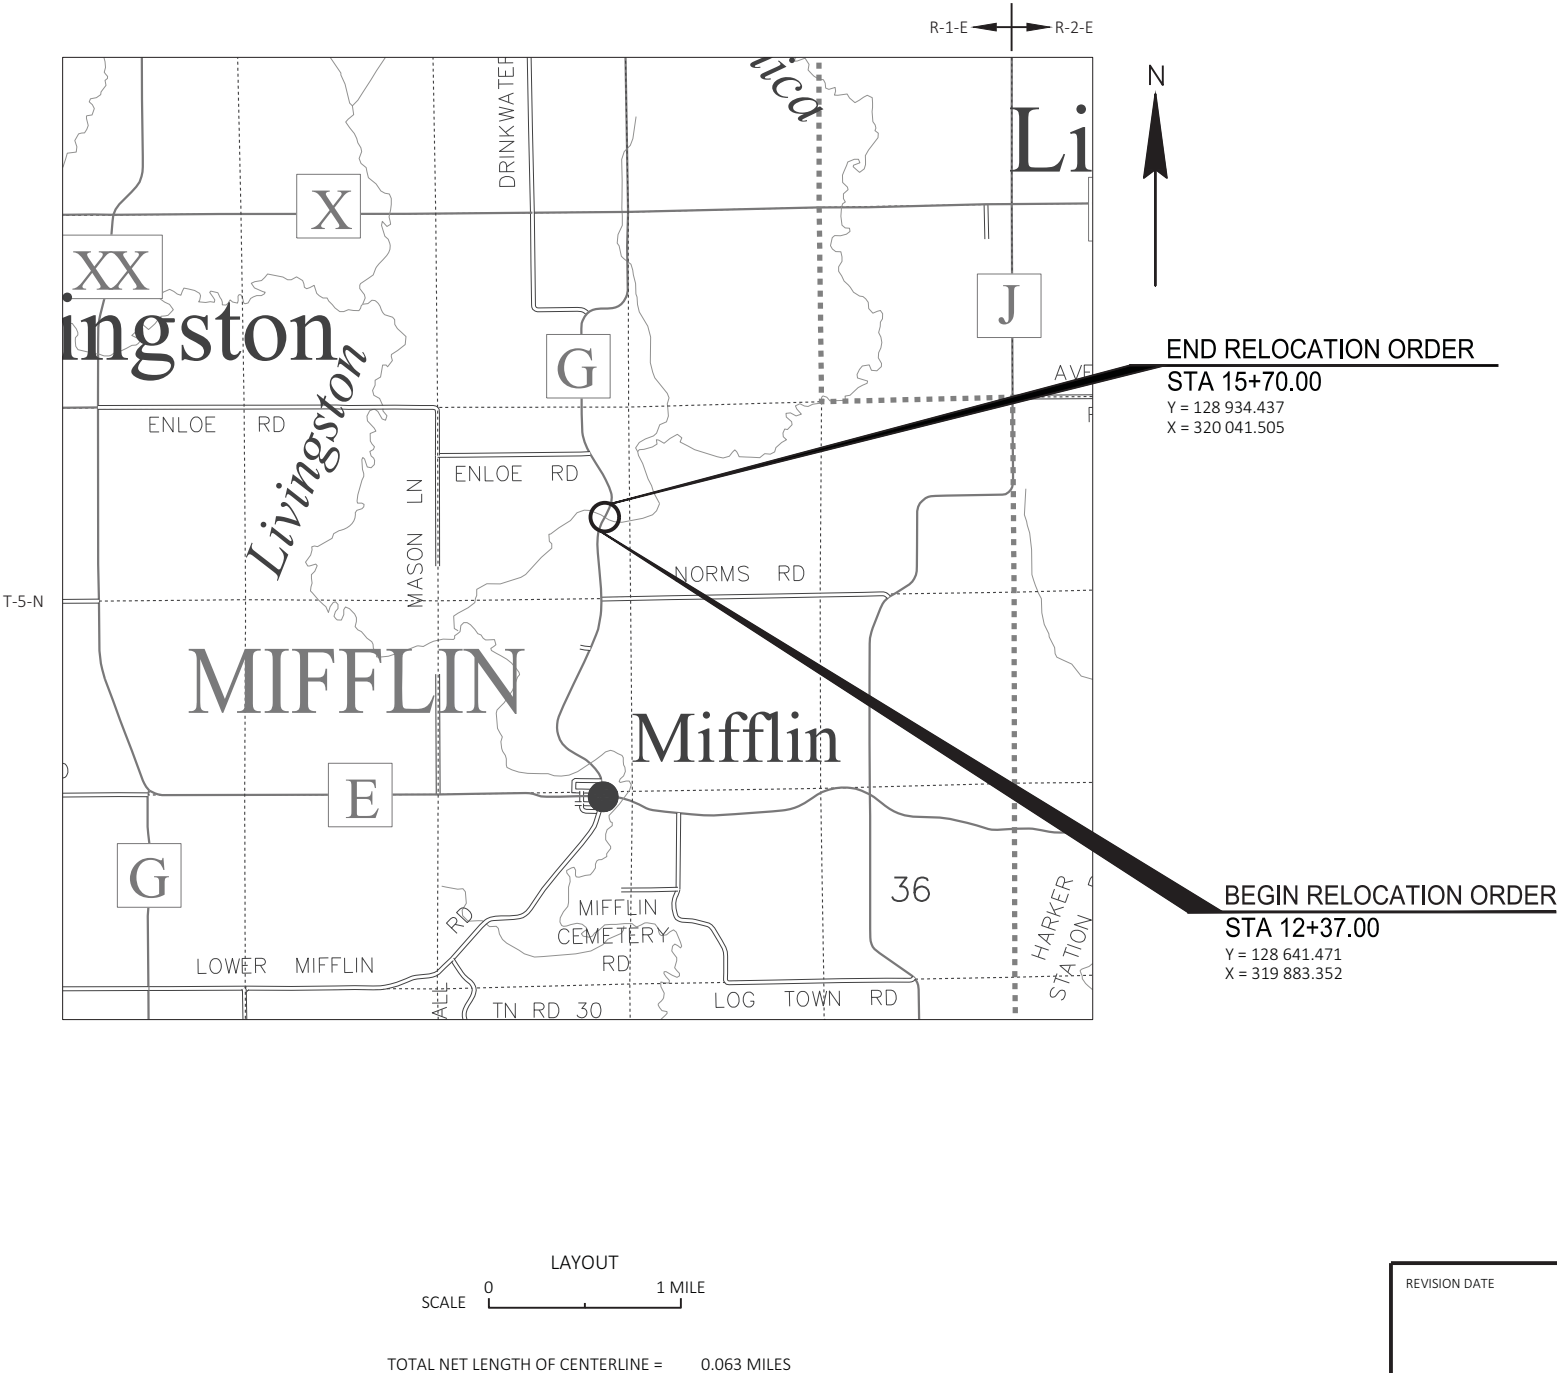 R-1-E R-2-E
N
DRINKWATER
ica
Li
X
XX
J
ingston
G
END RELOCATION ORDER
STA 15+70.00
Y = 128 934.437
X = 320 041.505
AVE
ENLOE RD
Livingston
ENLOE RD
MASON LN
NORMS RD
T-5-N
MIFFLIN
Mifflin
E
G
36
BEGIN RELOCATION ORDER
STA 12+37.00
Y = 128 641.471
X = 319 883.352
RD
MIFFLIN
CEMETERY
RD
HARKER
STATION
LOWER MIFFLIN
ALL
TN RD 30
LOG TOWN RD
LAYOUT
0 1 MILE
SCALE
REVISION DATE
TOTAL NET LENGTH OF CENTERLINE = 0.063 MILES